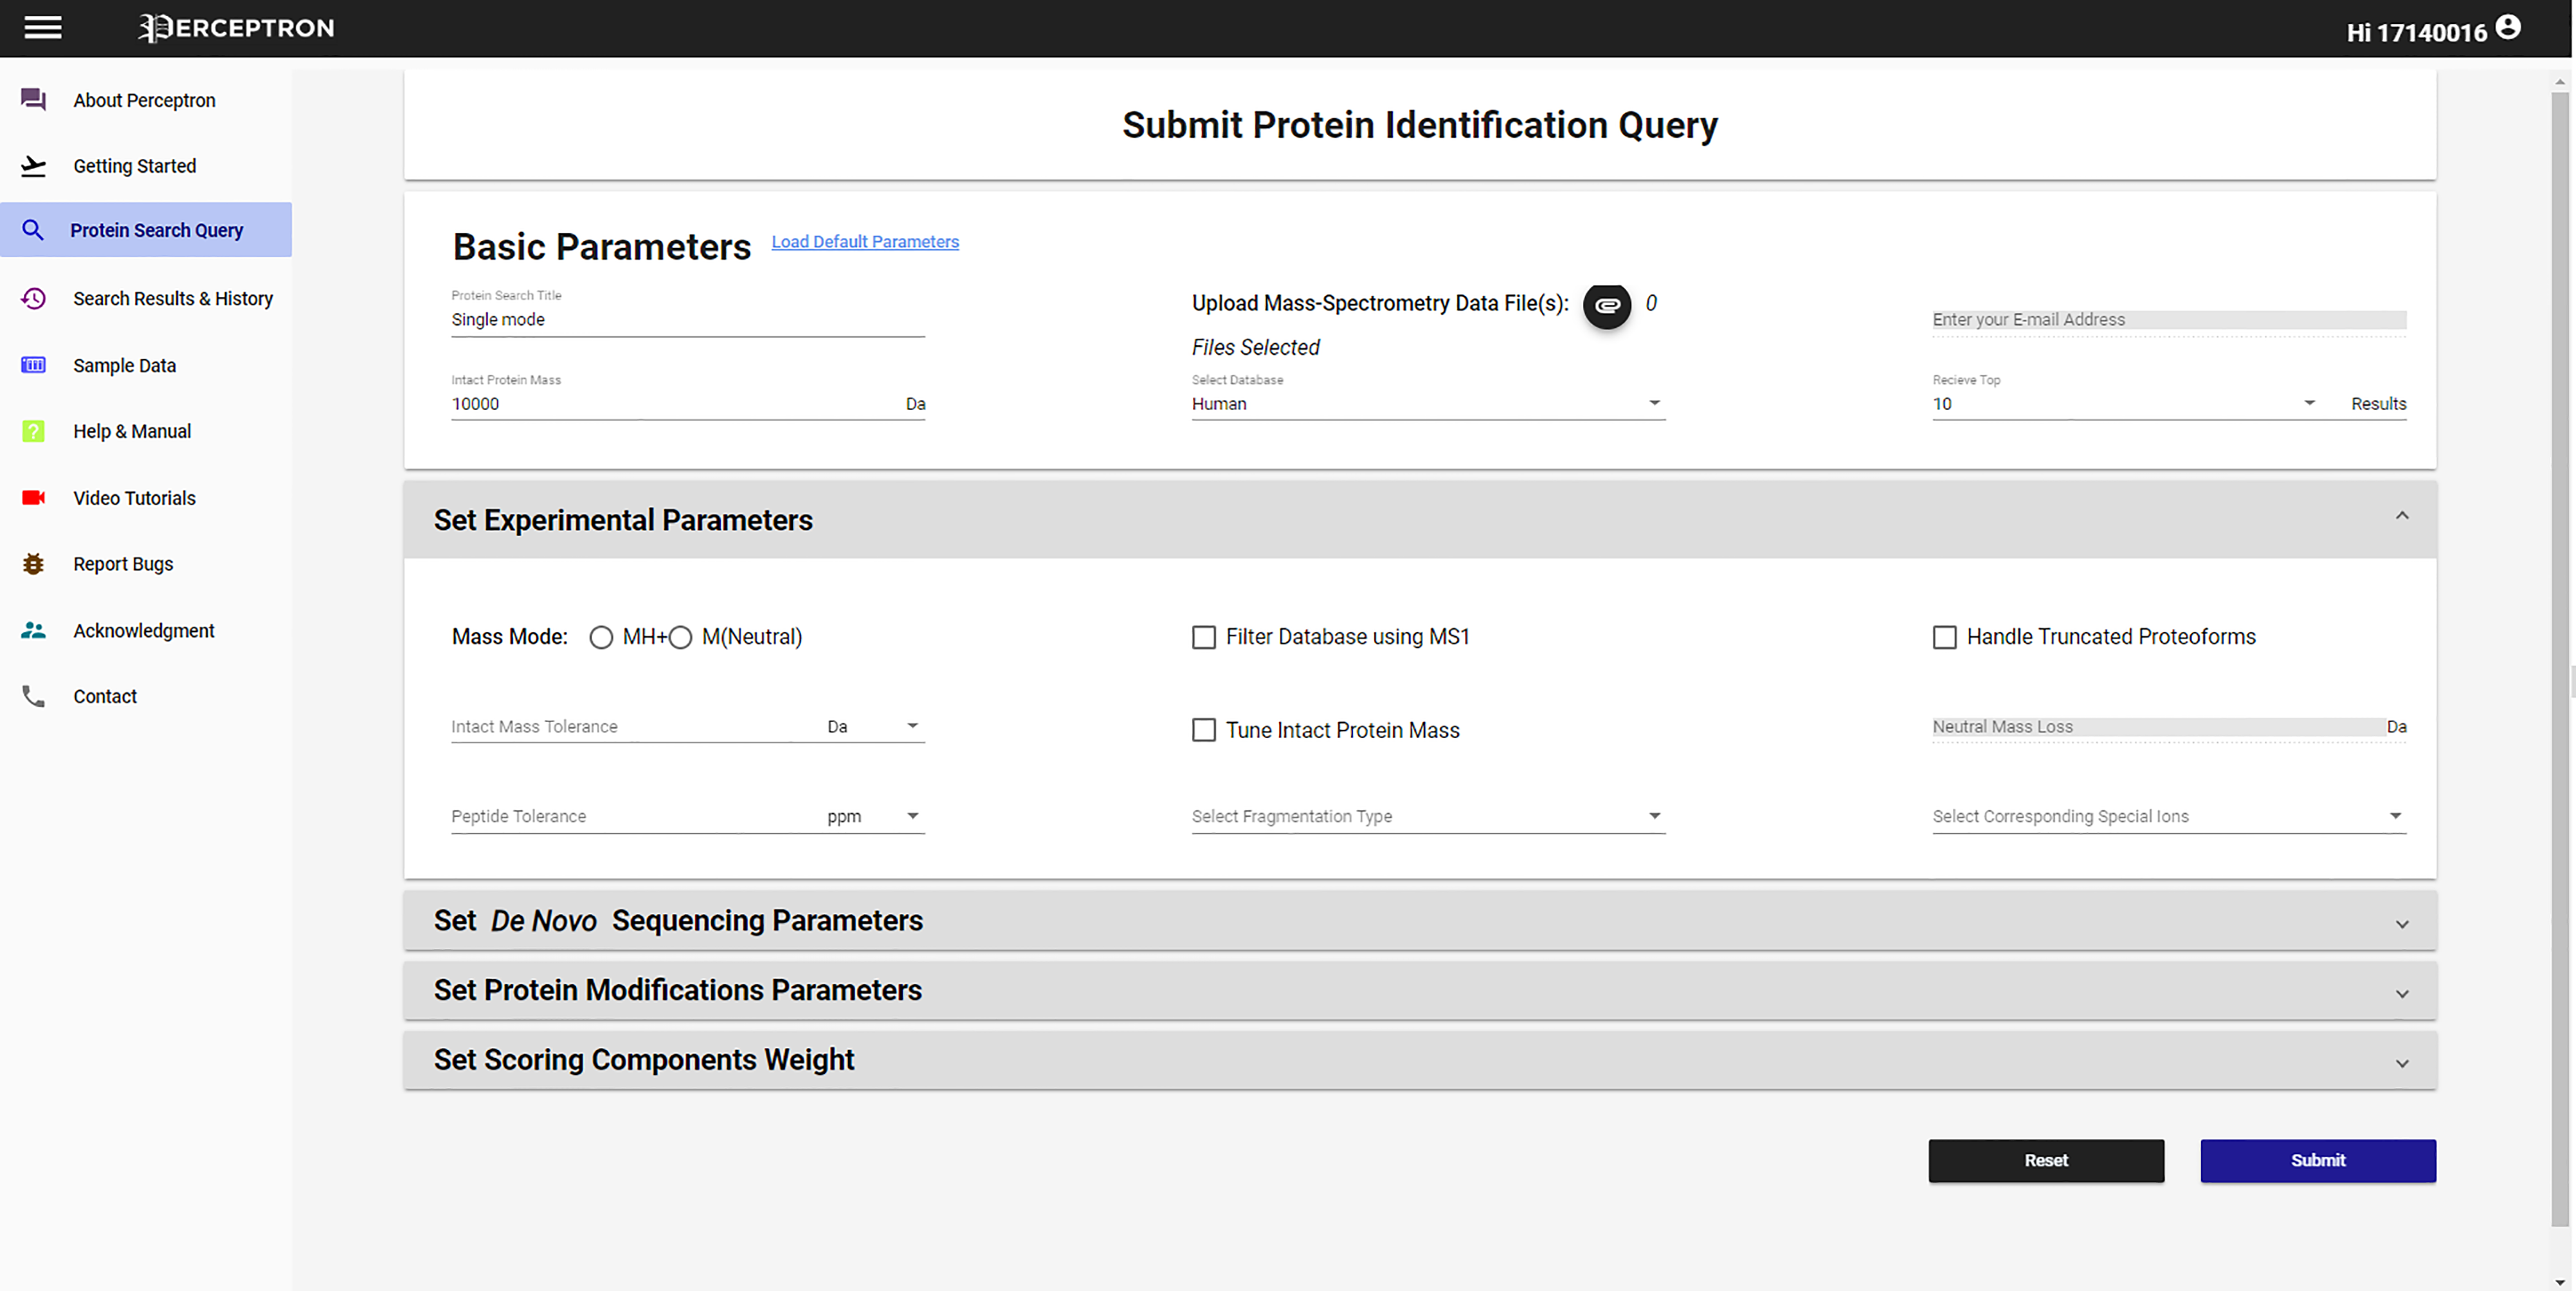 PERCEPTRON
Hi 17140016
About Perceptron
Getting Started
Protein Search Query
Search Results & History
Sample Data
Help & Manual
Video Tutorials
Report Bugs
Acknowledgment
Contact
Submit Protein Identification Query
Basic Parameters Load Default Parameters
Protein Search Title
Single mode
Upload Mass-Spectrometry Data File(s): 0
Files Selected
Enter your E-mail Address
Intact Protein Mass
10000 Da
Select Database
Human
Recieve Top
10 Results
Set Experimental Parameters
Mass Mode: MH+ M(Neutral)
Filter Database using MS1
Handle Truncated Proteoforms
Intact Mass Tolerance Da
Tune Intact Protein Mass
Neutral Mass Loss Da
Peptide Tolerance ppm
Select Fragmentation Type
Select Corresponding Special Ions
Set De Novo Sequencing Parameters
Set Protein Modifications Parameters
Set Scoring Components Weight
Reset
Submit